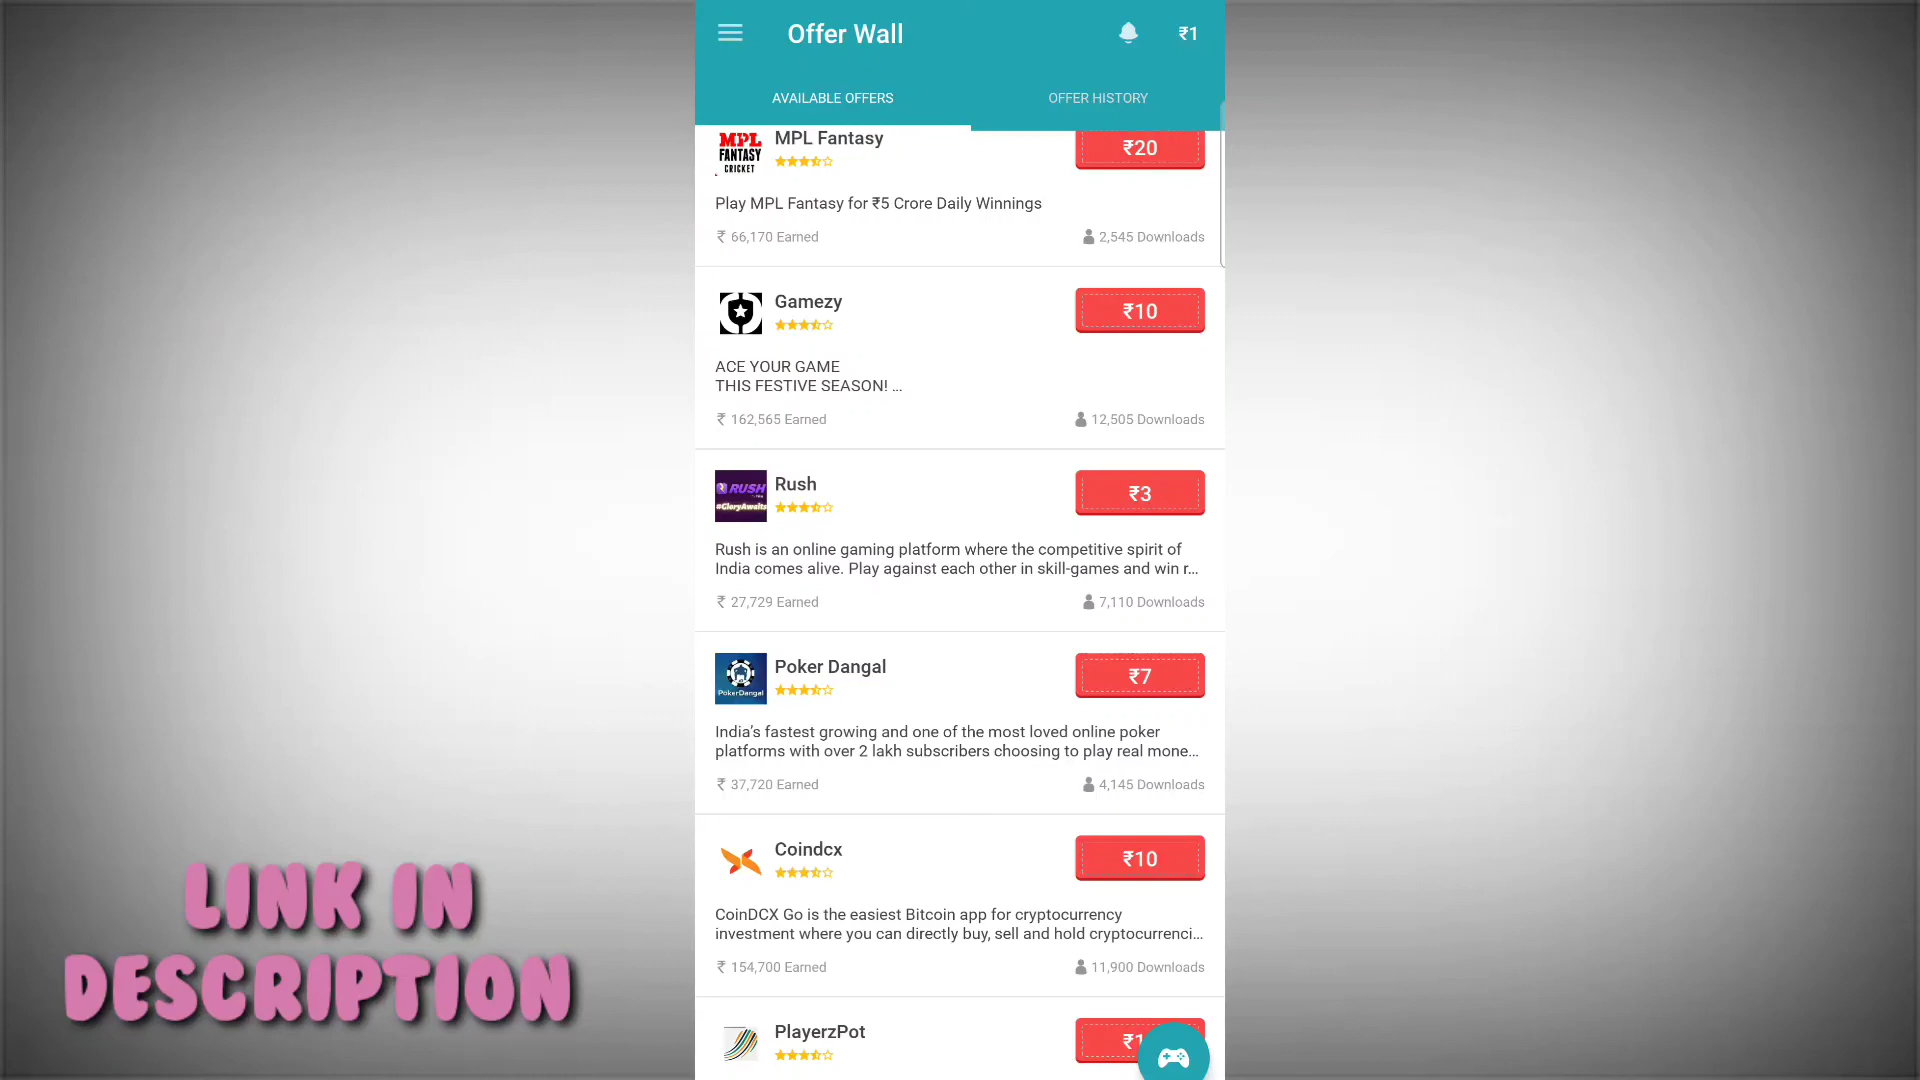 Offer Wall
₹1
AVAILABLE OFFERS
OFFER HISTORY
MPL
FANTASY
CRICKET
MPL Fantasy
₹20
Play MPL Fantasy for ₹5 Crore Daily Winnings
₹ 66,170 Earned
2,545 Downloads
Gamezy
₹10
ACE YOUR GAME
THIS FESTIVE SEASON! ...
₹ 162,565 Earned
12,505 Downloads
RUSH
#GloryAwaits
Rush
₹3
Rush is an online gaming platform where the competitive spirit of
India comes alive. Play against each other in skill-games and win r...
₹ 27,729 Earned
7,110 Downloads
PokerDangal
Poker Dangal
₹7
India’s fastest growing and one of the most loved online poker
platforms with over 2 lakh subscribers choosing to play real mone...
₹ 37,720 Earned
4,145 Downloads
Coindcx
₹10
CoinDCX Go is the easiest Bitcoin app for cryptocurrency
investment where you can directly buy, sell and hold cryptocurrenci...
₹ 154,700 Earned
11,900 Downloads
PlayerzPot
LINK IN
DESCRIPTION